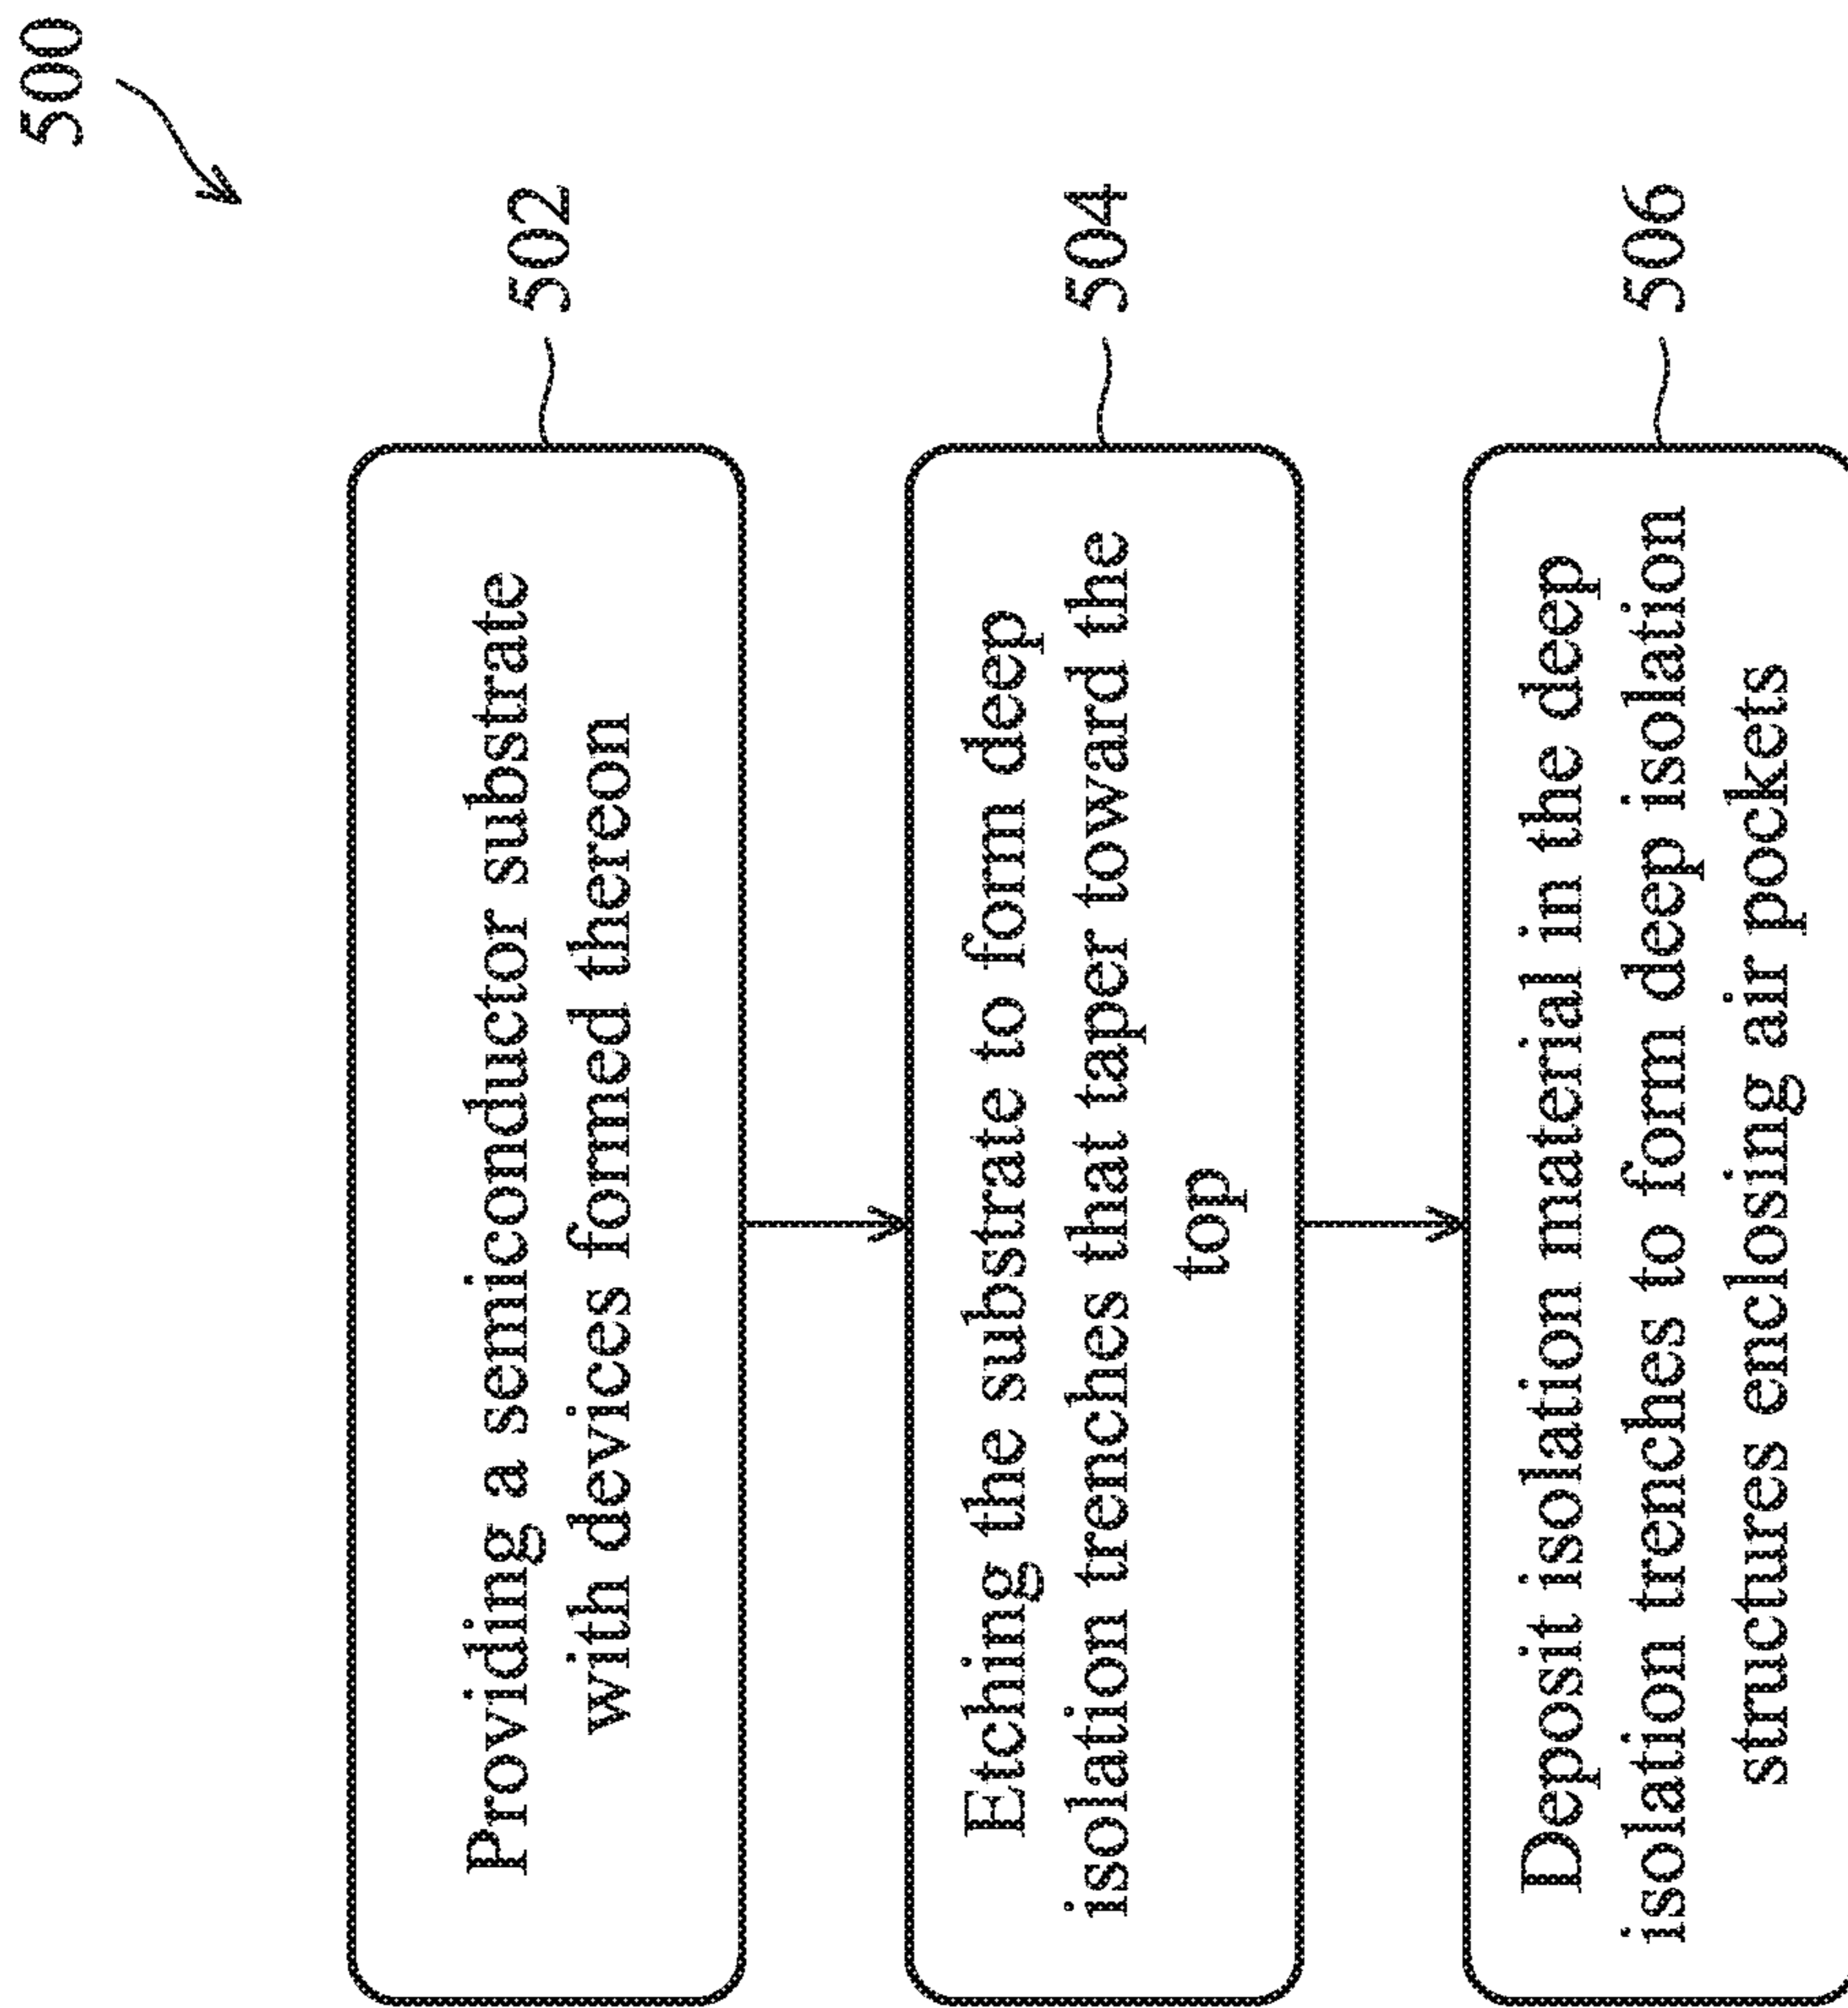 500
502
Providing a semiconductor substrate
with devices formed thereon
504
Etching the substrate to form deep
isolation trenches that taper toward the
top
506
Deposit isolation material in the deep
isolation trenches to form deep isolation
structures enclosing air pockets